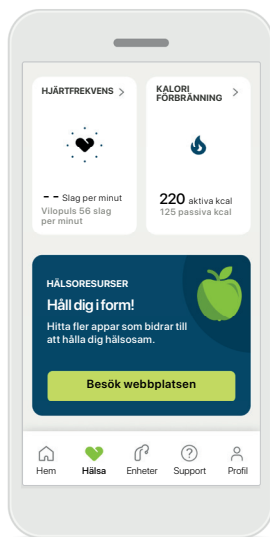 HJÄRTFREKVENS >
-- Slag per minut
Vilopuls 56 slag
per minut
KALORI
FÖRBRÄNNING >
220 aktiva kcal
125 passiva kcal
HÄLSORESURSER
Håll dig i form!
Hitta fler appar som bidrar till
att hålla dig hälsosam.
Besök webbplatsen
Hem Hälsa Enheter Support Profil